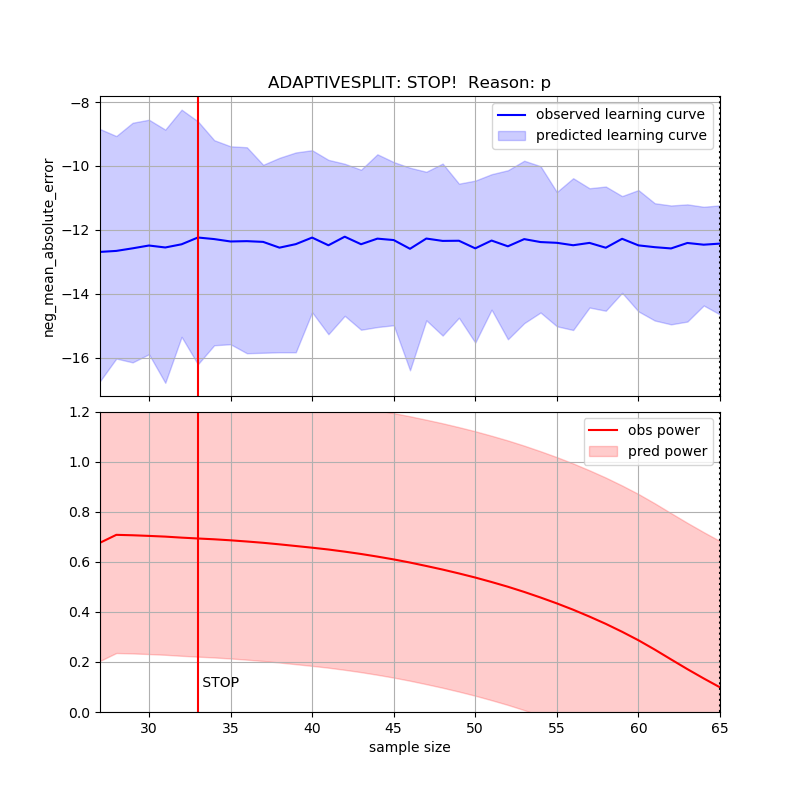 ADAPTIVESPLIT: STOP!  Reason: p
−8
−10
−12
−14
−16
neg_mean_absolute_error
observed learning curve
predicted learning curve
1.2
1.0
0.8
0.6
0.4
0.2
0.0
obs power
pred power
STOP
30 35 40 45 50 55 60 65
sample size